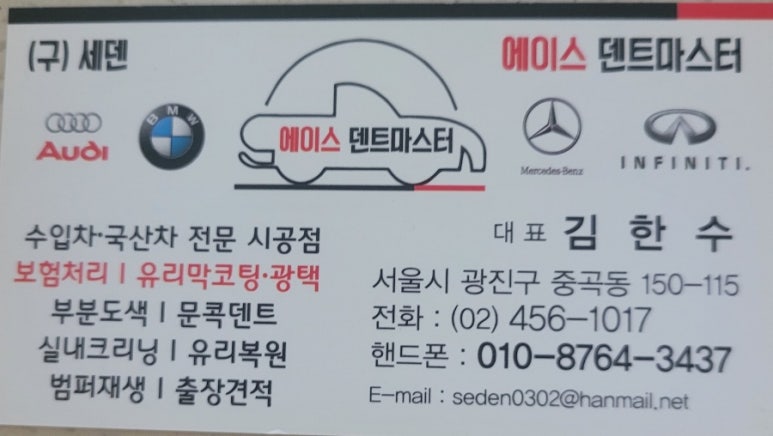 (구) 세덴
에이스 덴트마스터
Audi
BMW
에이스 덴트마스터
Mercedes-Benz
INFINITI.
수입차·국산차 전문 시공점
보험처리 | 유리막코팅·광택
부분도색 | 문콕덴트
실내크리닝 | 유리복원
범퍼재생 | 출장견적
대표 김한수
서울시 광진구 중곡동 150-115
전화 : (02) 456-1017
핸드폰 : 010-8764-3437
E-mail : seden0302@hanmail.net